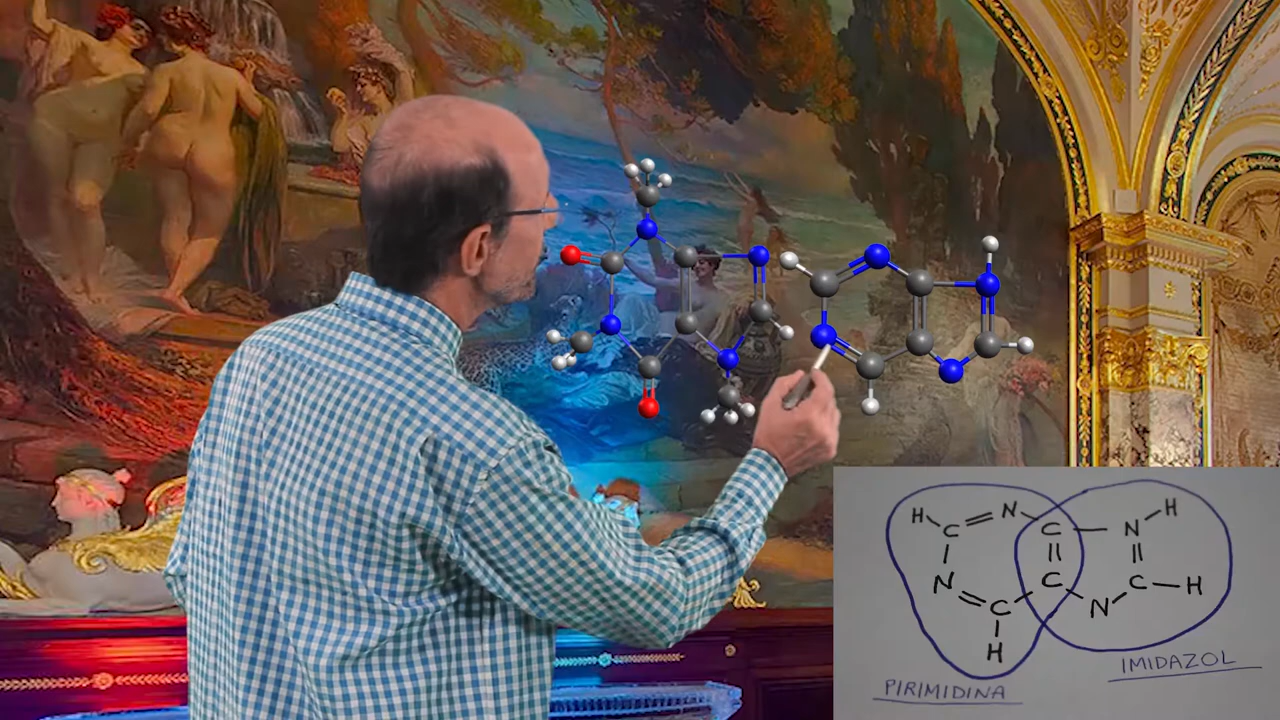 H C N C N H
N C C C H
C N
H
IMIDAZOL
PIRIMIDINA